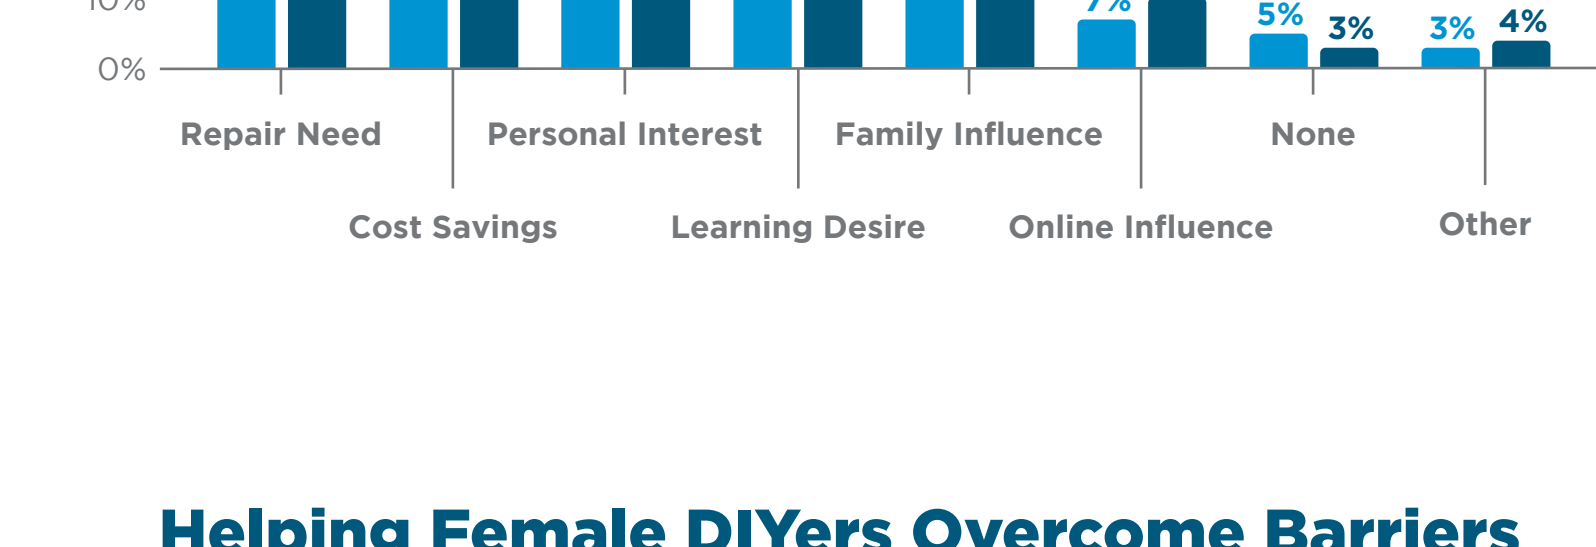 10%
7%
5%
3%
3%
4%
0%
Repair Need
Personal Interest
Family Influence
None
Cost Savings
Learning Desire
Online Influence
Other
Helping Female DIYers Overcome Barriers